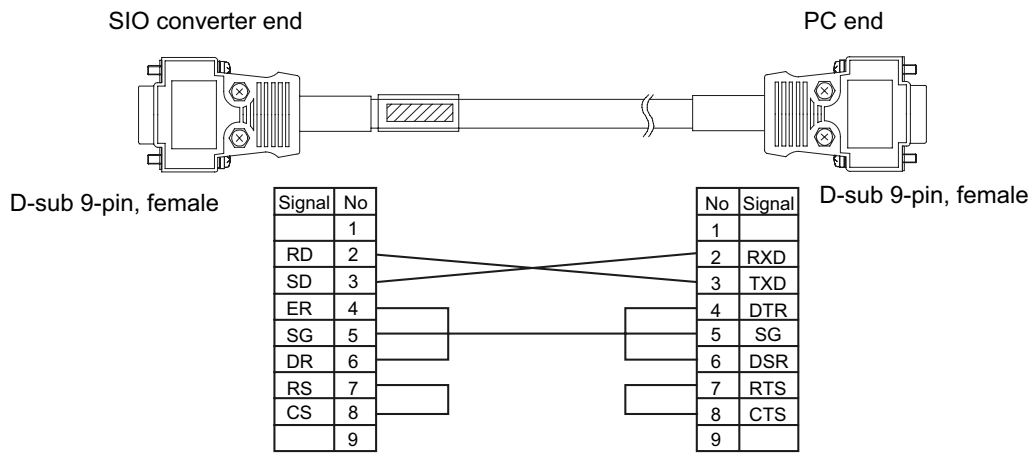 SIO converter end
PC end
D-sub 9-pin, female
D-sub 9-pin, female
Signal No
1
RD 2
SD 3
ER 4
SG 5
DR 6
RS 7
CS 8
9
No Signal
1
2 RXD
3 TXD
4 DTR
5 SG
6 DSR
7 RTS
8 CTS
9